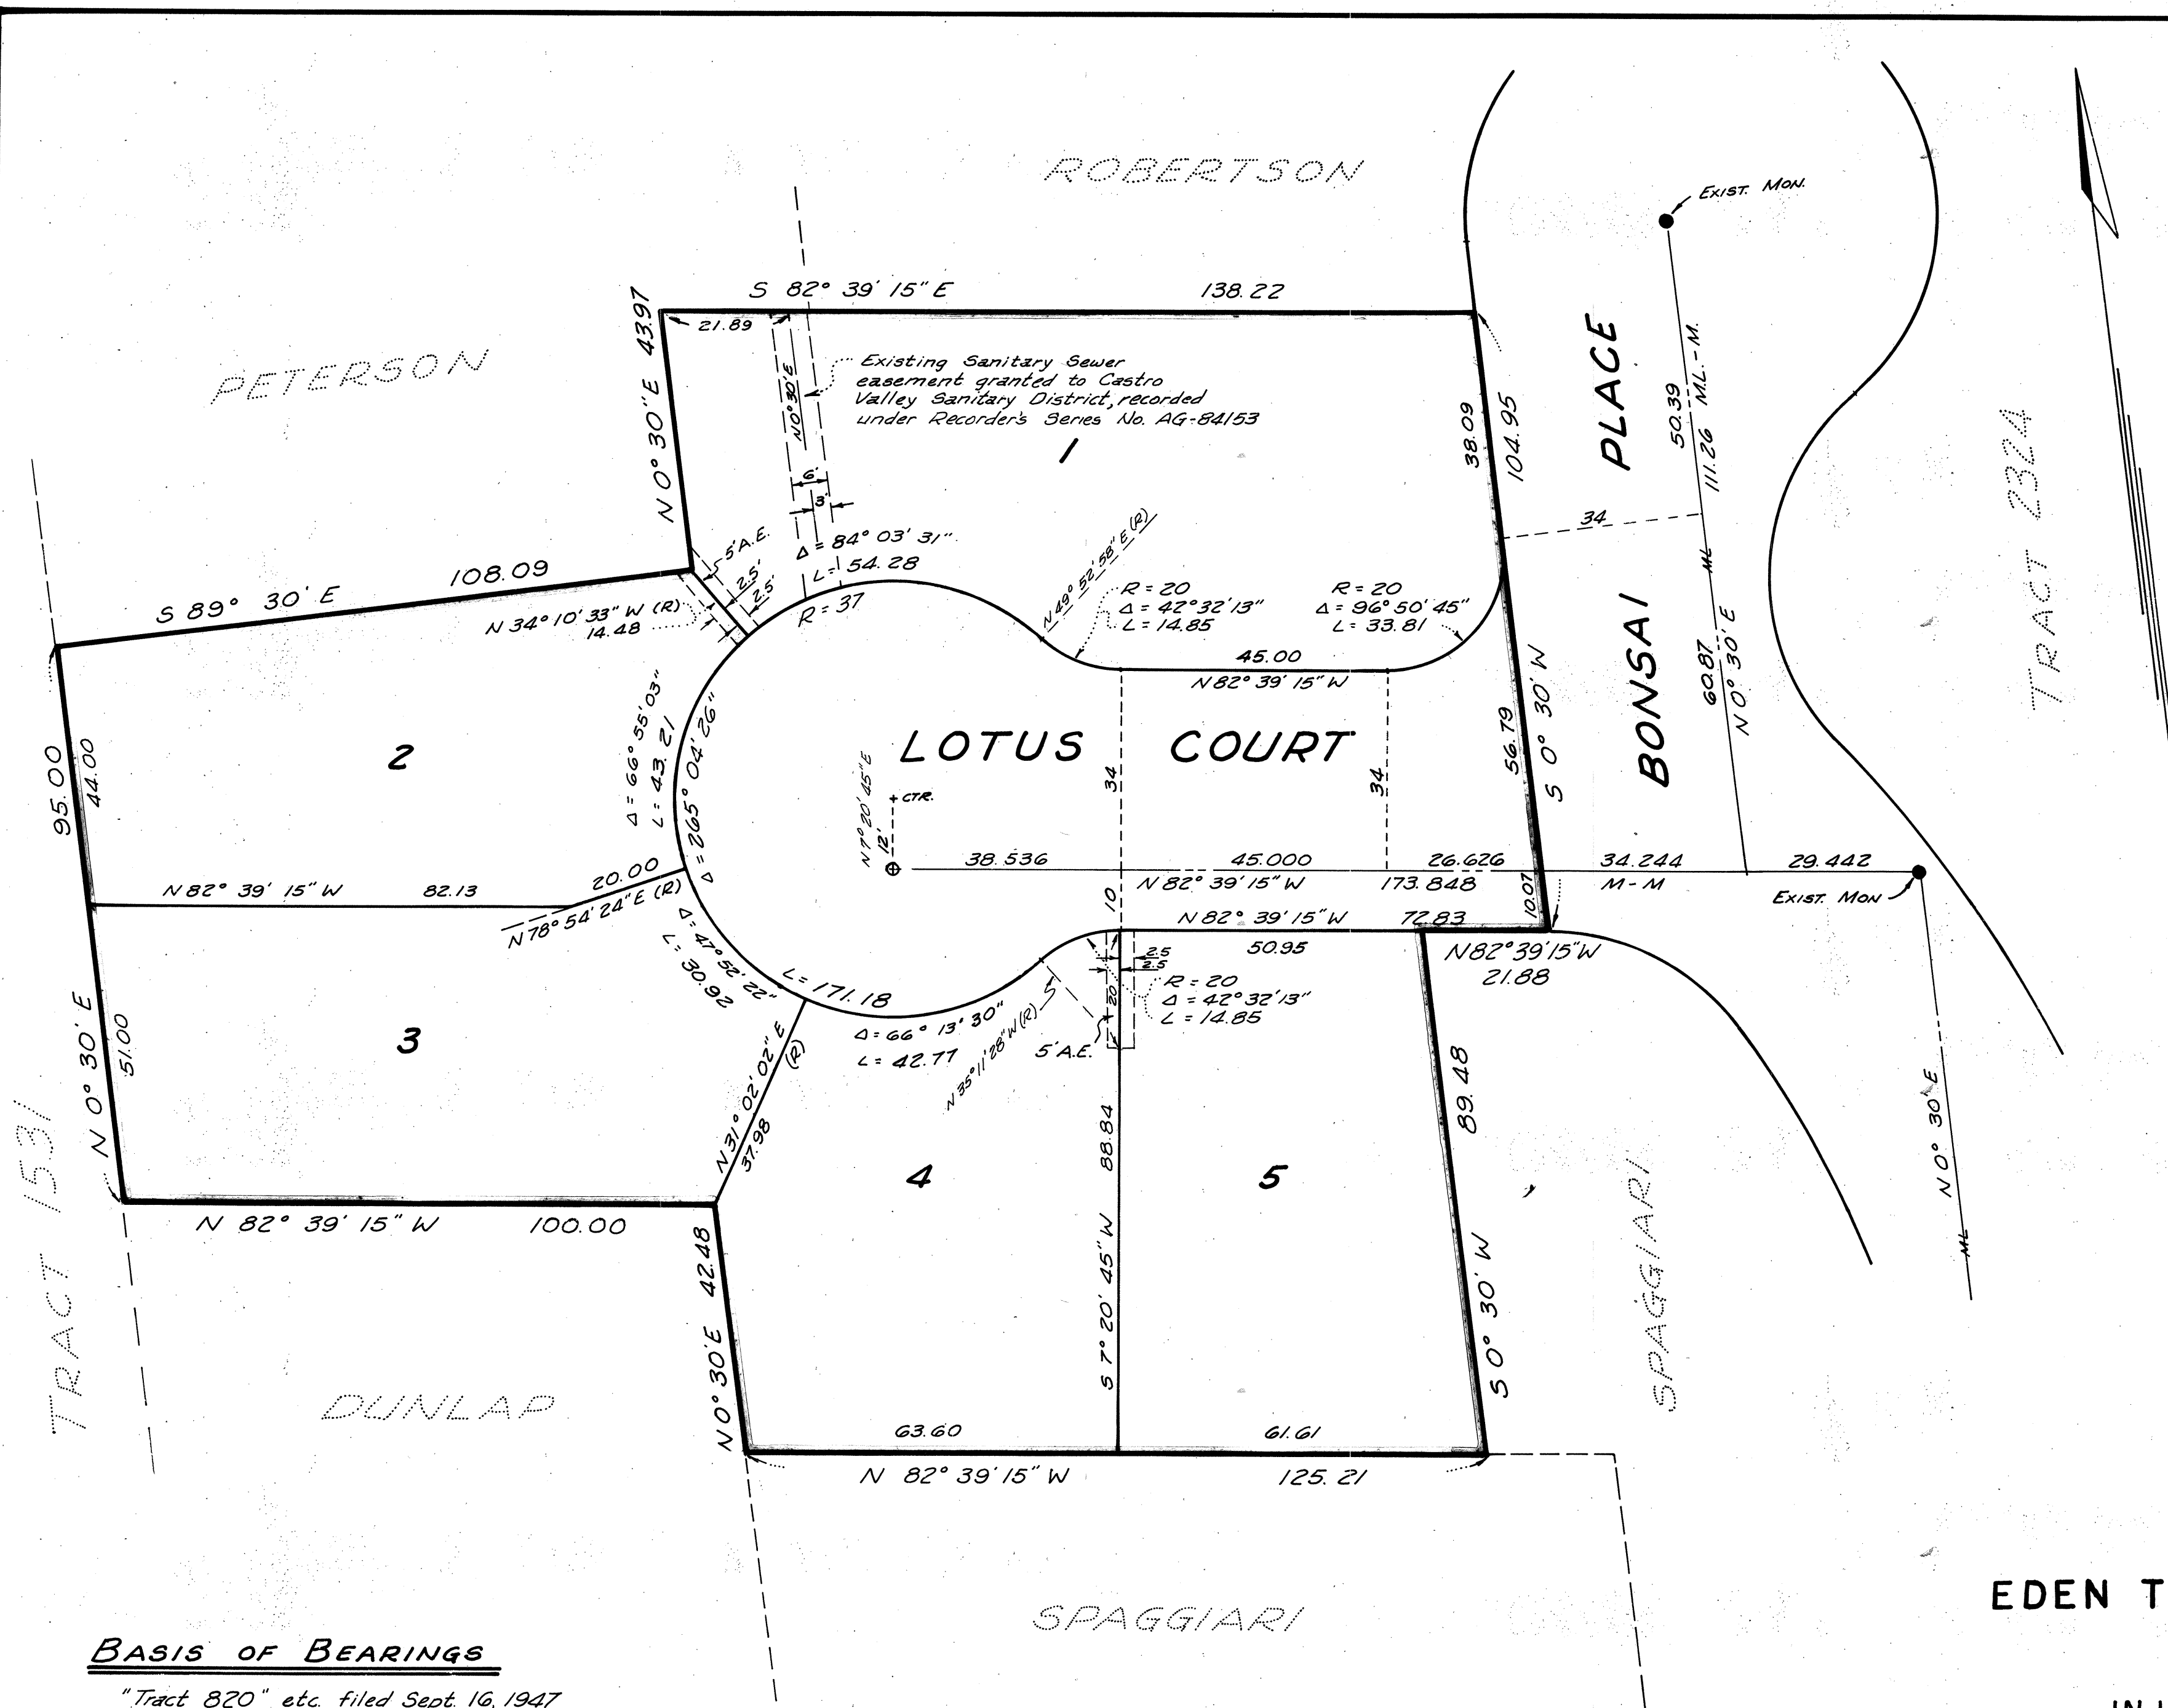 ROBERTSON
EXIST. MON.
S 82° 39' 15" E 138.22
21.89
PETERSON
N 0° 30' E 43.97
N 0° 30' E
Existing Sanitary Sewer
easement granted to Castro
Valley Sanitary District, recorded
under Recorder's Series No. AG-84153
1
6'
3'
38.09
104.95
PLACE
BONSAI
50.39
111.26 ML.-M.
34
ML
60.87
N 0° 30' E
TRACT 2324
S 89° 30' E 108.09
5' A.E.
2.5'
2.5'
Δ = 84° 03' 31"
L = 54.28
R = 37
N 34° 10' 33" W (R)
14.48
N 49° 52' 58" E (R)
R = 20
Δ = 42° 32' 13"
L = 14.85
R = 20
Δ = 96° 50' 45"
L = 33.81
45.00
N 82° 39' 15" W
LOTUS COURT
56.79
S 0° 30' W
2
95.00
44.00
Δ = 66° 55' 03"
L = 43.21
Δ = 265° 04' 26"
N 7° 20' 45" E
12'
CTR.
34
34
38.536
45.000
26.626
34.244
29.442
N 82° 39' 15" W 173.848 M-M
EXIST. MON
10
10.07
N 82° 39' 15" W 82.13
20.00
N 78° 54' 24" E (R)
Δ = 47° 52' 22"
L = 30.92
L = 171.18
N 82° 39' 15" W 72.83
50.95
N 82° 39' 15" W
21.88
2.5
2.5
20
R = 20
Δ = 42° 32' 13"
L = 14.85
5' A.E.
Δ = 66° 13' 30"
L = 42.77
N 35° 11' 28" W (R)
3
N 0° 30' E
51.00
N 31° 02' 02" E
(R)
37.98
TRACT 1531
N 82° 39' 15" W 100.00
4
88.84
S 7° 20' 45" W
5
89.48
S 0° 30' W
SPAGGIARI
N 0° 30' E
ML
N 0° 30' E 42.48
DUNLAP
63.60
61.61
N 82° 39' 15" W 125.21
SPAGGIARI
EDEN T
BASIS OF BEARINGS
"Tract 820" etc. filed Sept. 16, 1947